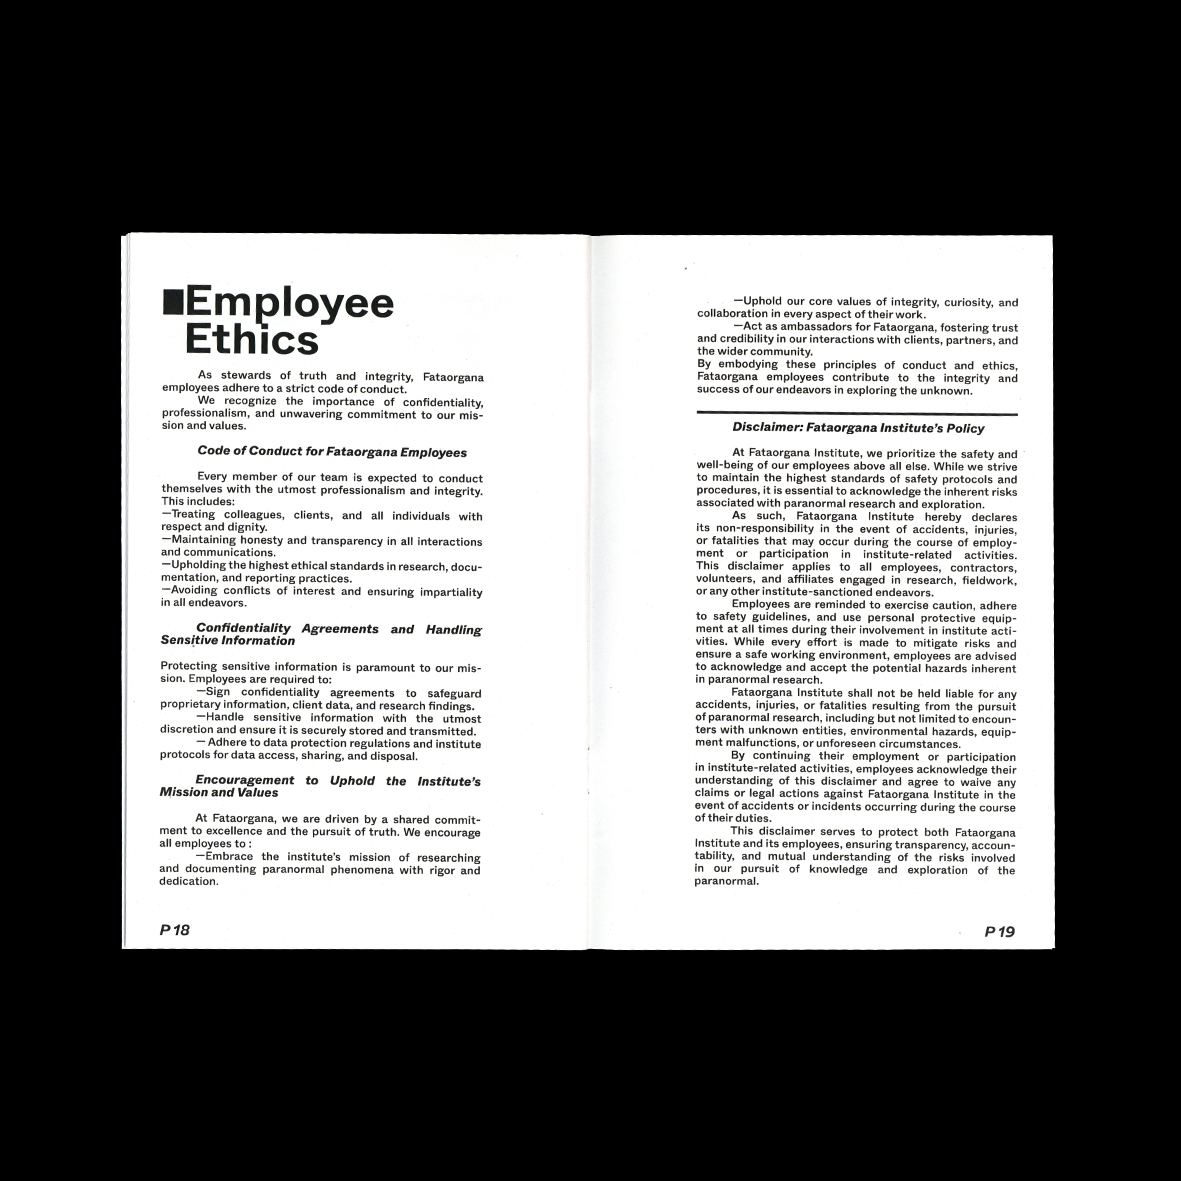 ■Employee
Ethics
As stewards of truth and integrity, Fataorgana
employees adhere to a strict code of conduct.
We recognize the importance of confidentiality,
professionalism, and unwavering commitment to our mis-
sion and values.
Code of Conduct for Fataorgana Employees
Every member of our team is expected to conduct
themselves with the utmost professionalism and integrity.
This includes:
—Treating colleagues, clients, and all individuals with
respect and dignity.
—Maintaining honesty and transparency in all interactions
and communications.
—Upholding the highest ethical standards in research, docu-
mentation, and reporting practices.
—Avoiding conflicts of interest and ensuring impartiality
in all endeavors.
Confidentiality Agreements and Handling
Sensitive Information
Protecting sensitive information is paramount to our mis-
sion. Employees are required to:
—Sign confidentiality agreements to safeguard
proprietary information, client data, and research findings.
—Handle sensitive information with the utmost
discretion and ensure it is securely stored and transmitted.
— Adhere to data protection regulations and institute
protocols for data access, sharing, and disposal.
Encouragement to Uphold the Institute's
Mission and Values
At Fataorgana, we are driven by a shared commit-
ment to excellence and the pursuit of truth. We encourage
all employees to :
—Embrace the institute's mission of researching
and documenting paranormal phenomena with rigor and
dedication.
P 18
—Uphold our core values of integrity, curiosity, and
collaboration in every aspect of their work.
—Act as ambassadors for Fataorgana, fostering trust
and credibility in our interactions with clients, partners, and
the wider community.
By embodying these principles of conduct and ethics,
Fataorgana employees contribute to the integrity and
success of our endeavors in exploring the unknown.
Disclaimer: Fataorgana Institute's Policy
At Fataorgana Institute, we prioritize the safety and
well-being of our employees above all else. While we strive
to maintain the highest standards of safety protocols and
procedures, it is essential to acknowledge the inherent risks
associated with paranormal research and exploration.
As such, Fataorgana Institute hereby declares
its non-responsibility in the event of accidents, injuries,
or fatalities that may occur during the course of employ-
ment or participation in institute-related activities.
This disclaimer applies to all employees, contractors,
volunteers, and affiliates engaged in research, fieldwork,
or any other institute-sanctioned endeavors.
Employees are reminded to exercise caution, adhere
to safety guidelines, and use personal protective equip-
ment at all times during their involvement in institute acti-
vities. While every effort is made to mitigate risks and
ensure a safe working environment, employees are advised
to acknowledge and accept the potential hazards inherent
in paranormal research.
Fataorgana Institute shall not be held liable for any
accidents, injuries, or fatalities resulting from the pursuit
of paranormal research, including but not limited to encoun-
ters with unknown entities, environmental hazards, equip-
ment malfunctions, or unforeseen circumstances.
By continuing their employment or participation
in institute-related activities, employees acknowledge their
understanding of this disclaimer and agree to waive any
claims or legal actions against Fataorgana Institute in the
event of accidents or incidents occurring during the course
of their duties.
This disclaimer serves to protect both Fataorgana
Institute and its employees, ensuring transparency, accoun-
tability, and mutual understanding of the risks involved
in our pursuit of knowledge and exploration of the
paranormal.
P 19